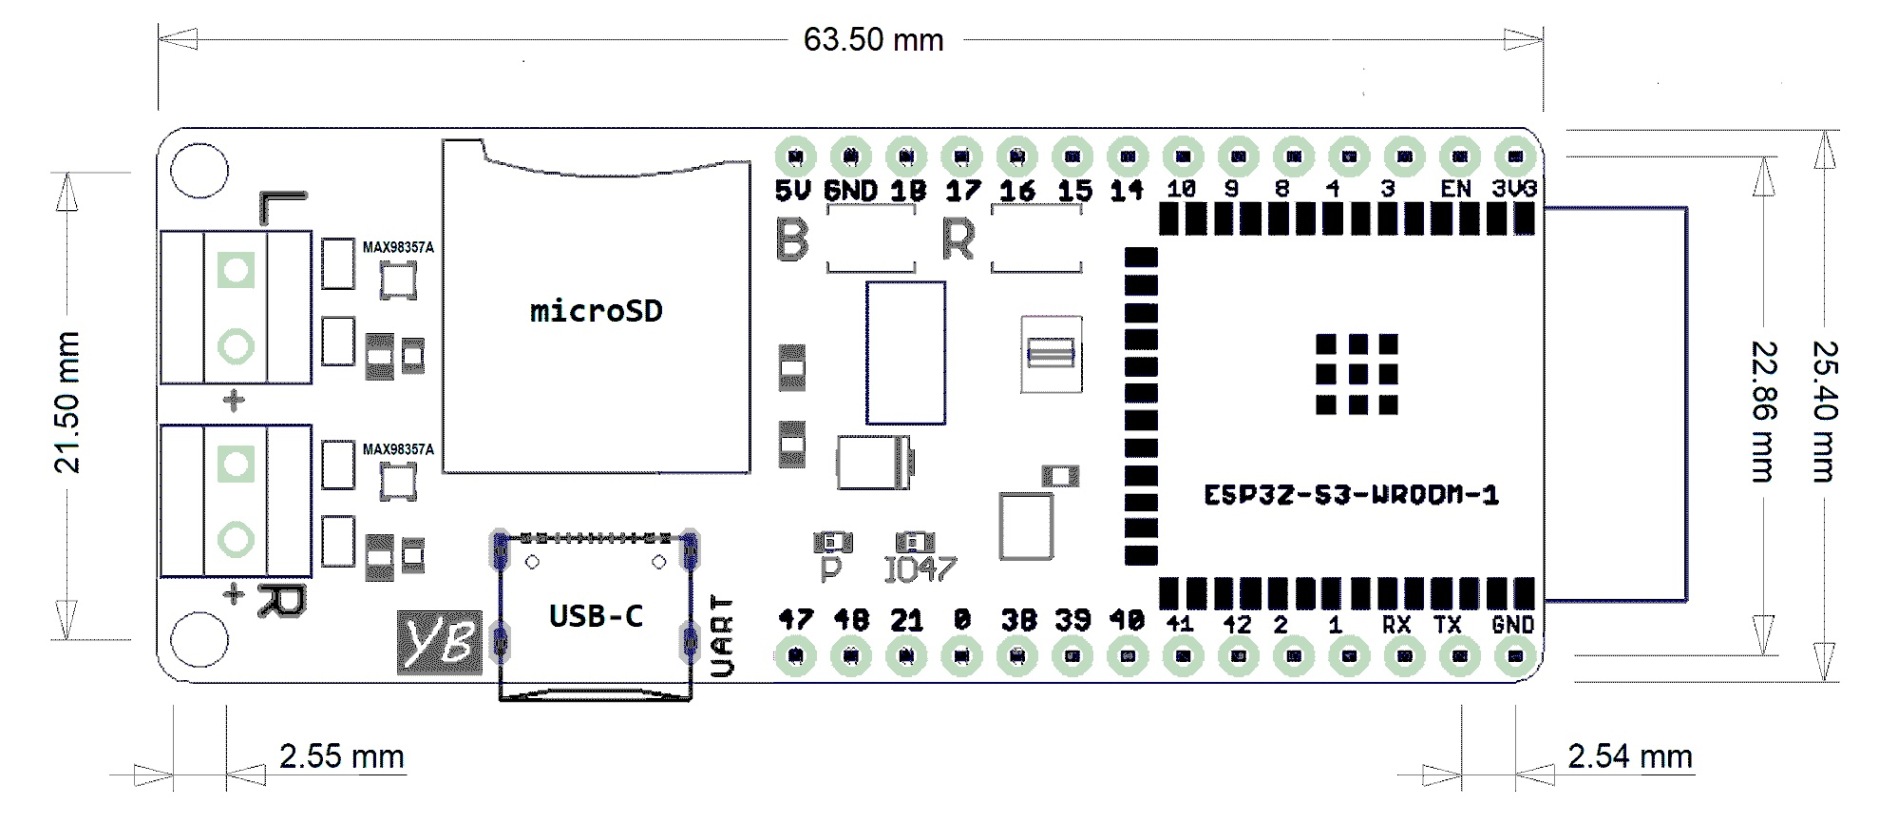 63.50 mm
5V GND 18 17 16 15 14 10 9 8 4 3 EN 3V3
L
B R
MAX98357A
microSD
21.50 mm
22.86 mm
25.40 mm
+
MAX98357A
ESP32-S3-WROOM-1
P IO47
+ R
USB-C
UART
YB
47 48 21 0 38 39 40 41 42 2 1 RX TX GND
2.55 mm
2.54 mm